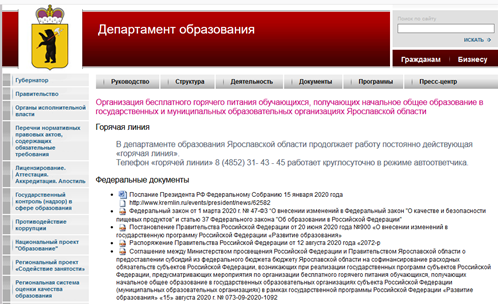 Департамент образования
Поиск по сайту
ИСКАТЬ
Гражданам
Бизнесу
Руководство
Структура
Деятельность
Документы
Программы
Пресс-центр
Губернатор
Правительство
Органы исполнительной
власти
Перечни нормативных
правовых актов,
содержащих
обязательные
требования
Лицензирование.
Аттестация.
Аккредитация. Апостиль
Государственный
контроль (надзор) в
сфере образования
Противодействие
коррупции
Национальный проект
"Образование"
Региональный проект
«Содействие занятости»
Региональная система
оценки качества
образования
Организация бесплатного горячего питания обучающихся, получающих начальное общее образование в
государственных и муниципальных образовательных организациях Ярославской области
Горячая линия
В департаменте образования Ярославской области продолжает работу постоянно действующая
«горячая линия».
Телефон «горячей линии» 8 (4852) 31- 43 - 45 работает круглосуточно в режиме автоответчика.
Федеральные документы
Послание Президента РФ Федеральному Собранию 15 января 2020 года
http://www.kremlin.ru/events/president/news/62582
Федеральный закон от 1 марта 2020 г. № 47-ФЗ "О внесении изменений в Федеральный закон "О качестве и безопасности
пищевых продуктов" и статью 37 Федерального закона "Об образовании в Российской Федерации"
Постановление Правительства Российской Федерации от 20 июня 2020 года №900 «О внесении изменений в
государственную программу Российской Федерации «Развитие образования»
Распоряжение Правительства Российской Федерации от 12 августа 2020 года «2072-р
Соглашение между Министерством просвещения Российской Федерации и Правительством Ярославской области о
предоставлении субсидии из федерального бюджета бюджету Ярославской области на софинансирование расходных
обязательств субъектов Российской Федерации, возникающих при реализации государственных программ субъектов Российской
Федерации, предусматривающих мероприятия по организации бесплатного горячего питания обучающихся, получающих
начальное общее образование в государственных образовательных организациях субъекта Российской Федерации
(муниципальных образовательных организациях) в рамках государственной программы Российской Федерации «Развитие
образования» «15» августа 2020 г. № 073-09-2020-1092